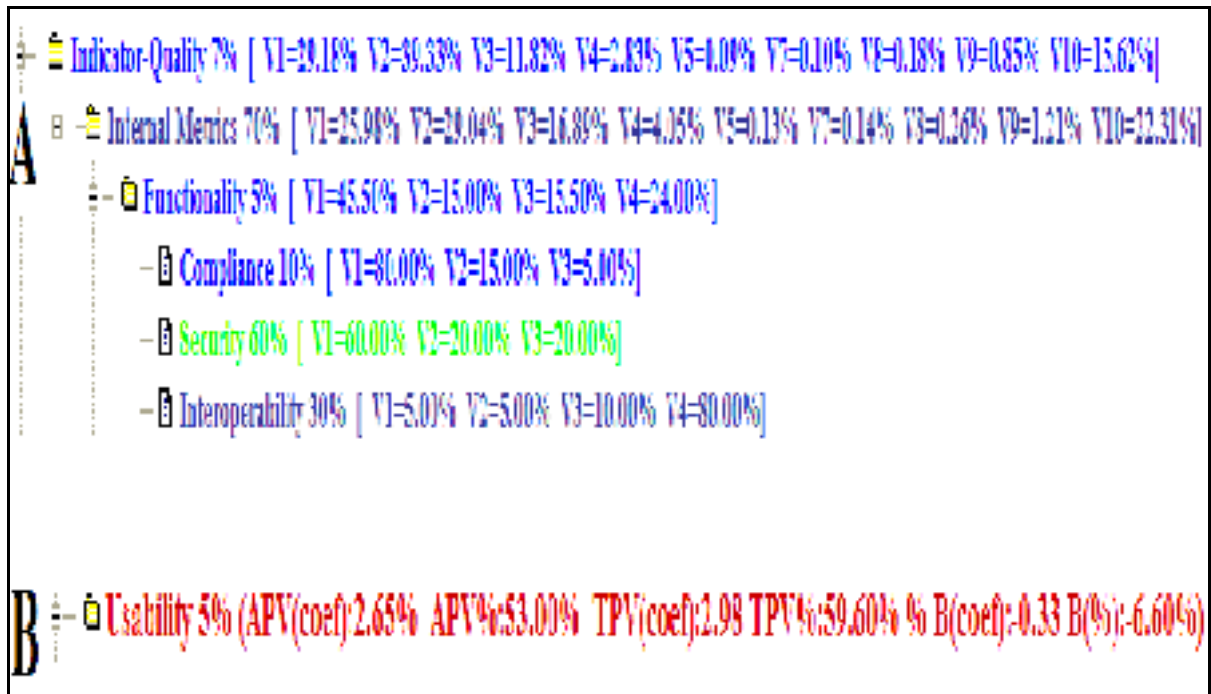 Indicator-Quality 7% [ V1=29.18% V2=39.33% V3=11.82% V4=2.83% V5=0.09% V7=0.10% V8=0.18% V9=0.85% V10=15.62%]
A
Internal Metrics 70% [ V1=25.98% V2=29.04% V3=16.89% V4=4.05% V5=0.13% V7=0.14% V8=0.26% V9=1.21% V10=22.31%]
Functionality 5% [ V1=45.50% V2=15.00% V3=15.50% V4=24.00%]
Compliance 10% [ V1=80.00% V2=15.00% V3=5.00%]
Security 60% [ V1=60.00% V2=20.00% V3=20.00%]
Interoperability 30% [ V1=5.00% V2=5.00% V3=10.00% V4=80.00%]
B Usability 5% (APV(coef):2.65% APV%:53.00% TPV(coef):2.98 TPV%:59.60% % B(coef):-0.33 B(%):-6.60%)